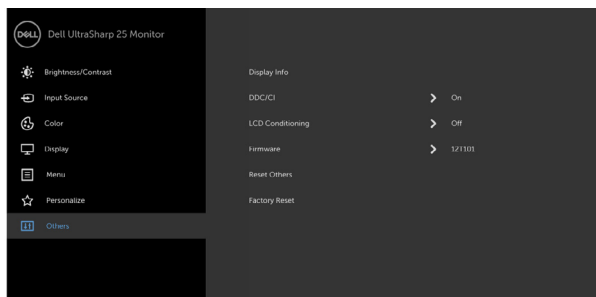 DELL Dell UltraSharp 25 Monitor
Brightness/Contrast
Input Source
Color
Display
Menu
Personalize
Others
Display Info
DDC/CI On
LCD Conditioning Off
Firmware 12T101
Reset Others
Factory Reset